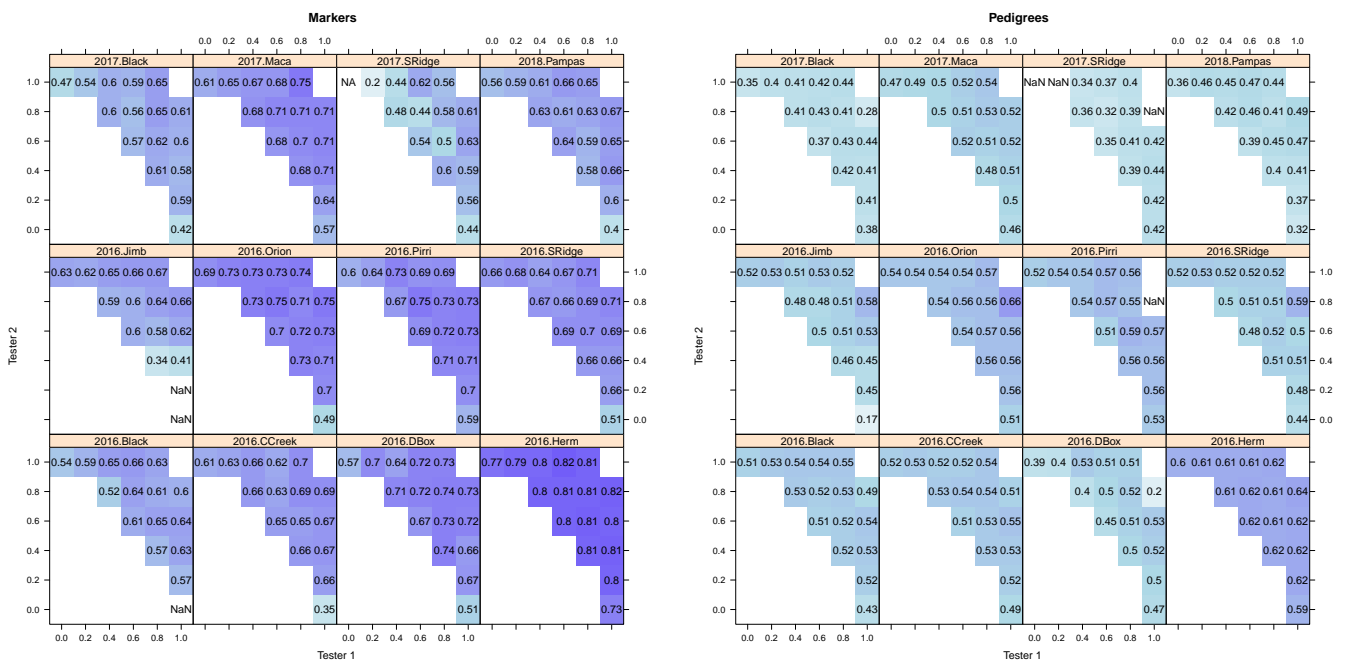 Markers
0.0 0.2 0.4 0.6 0.8 1.0 0.0 0.2 0.4 0.6 0.8 1.0
2017.Black 2017.Maca 2017.SRidge 2018.Pampas
1.0 0.47 0.54 0.6 0.59 0.65 0.61 0.65 0.67 0.68 0.75 NA 0.2 0.44 0.62 0.56 0.56 0.59 0.61 0.66 0.65
0.8 0.6 0.56 0.65 0.61 0.68 0.71 0.71 0.71 0.48 0.44 0.58 0.61 0.63 0.61 0.63 0.67
0.6 0.57 0.62 0.6 0.68 0.7 0.71 0.54 0.5 0.63 0.64 0.59 0.65
0.4 0.61 0.58 0.68 0.71 0.6 0.59 0.58 0.66
0.2 0.59 0.64 0.56 0.6
0.0 0.42 0.57 0.44 0.4
2016.Jimb 2016.Orion 2016.Pirri 2016.SRidge
0.63 0.62 0.65 0.66 0.67 0.69 0.73 0.73 0.73 0.74 0.6 0.64 0.73 0.69 0.69 0.66 0.68 0.64 0.67 0.71 1.0
0.59 0.6 0.64 0.66 0.73 0.75 0.71 0.75 0.67 0.75 0.73 0.73 0.67 0.66 0.69 0.71 0.8
0.6 0.58 0.62 0.7 0.72 0.73 0.69 0.72 0.73 0.69 0.7 0.69 0.6
0.34 0.41 0.73 0.71 0.71 0.71 0.66 0.66 0.4
NaN 0.7 0.7 0.66 0.2
NaN 0.49 0.59 0.51 0.0
2016.Black 2016.CCreek 2016.DBox 2016.Herm
1.0 0.54 0.59 0.65 0.66 0.63 0.61 0.63 0.66 0.62 0.7 0.57 0.7 0.64 0.72 0.73 0.77 0.79 0.8 0.82 0.81
0.8 0.52 0.64 0.61 0.6 0.66 0.63 0.69 0.69 0.71 0.72 0.74 0.73 0.8 0.81 0.81 0.82
0.6 0.61 0.65 0.64 0.65 0.65 0.67 0.67 0.73 0.72 0.8 0.81 0.8
0.4 0.57 0.63 0.66 0.67 0.74 0.66 0.81 0.81
0.2 0.57 0.66 0.67 0.8
0.0 NaN 0.35 0.51 0.73
0.0 0.2 0.4 0.6 0.8 1.0 0.0 0.2 0.4 0.6 0.8 1.0
Tester 1
Tester 2
Pedigrees
0.0 0.2 0.4 0.6 0.8 1.0 0.0 0.2 0.4 0.6 0.8 1.0
2017.Black 2017.Maca 2017.SRidge 2018.Pampas
1.0 0.35 0.4 0.41 0.42 0.44 0.47 0.49 0.5 0.52 0.54 NaN NaN 0.34 0.37 0.4 0.36 0.46 0.45 0.47 0.44
0.8 0.41 0.43 0.41 0.28 0.5 0.51 0.53 0.52 0.36 0.32 0.39 NaN 0.42 0.46 0.41 0.49
0.6 0.37 0.43 0.44 0.52 0.51 0.52 0.35 0.41 0.42 0.39 0.45 0.47
0.4 0.42 0.41 0.48 0.51 0.39 0.44 0.4 0.41
0.2 0.41 0.5 0.42 0.37
0.0 0.38 0.46 0.42 0.32
2016.Jimb 2016.Orion 2016.Pirri 2016.SRidge
0.52 0.53 0.51 0.53 0.52 0.54 0.54 0.54 0.54 0.57 0.52 0.54 0.54 0.57 0.56 0.52 0.53 0.52 0.52 0.52 1.0
0.48 0.48 0.51 0.58 0.54 0.56 0.56 0.66 0.54 0.57 0.55 NaN 0.5 0.51 0.51 0.59 0.8
0.5 0.51 0.53 0.54 0.57 0.56 0.51 0.59 0.57 0.48 0.52 0.5 0.6
0.46 0.45 0.56 0.56 0.56 0.56 0.51 0.51 0.4
0.45 0.56 0.56 0.48 0.2
0.17 0.51 0.53 0.44 0.0
2016.Black 2016.CCreek 2016.DBox 2016.Herm
1.0 0.51 0.53 0.54 0.54 0.55 0.52 0.53 0.52 0.52 0.54 0.39 0.4 0.53 0.51 0.51 0.6 0.61 0.61 0.61 0.62
0.8 0.53 0.52 0.53 0.49 0.53 0.54 0.54 0.51 0.4 0.5 0.52 0.2 0.61 0.62 0.61 0.64
0.6 0.51 0.52 0.54 0.51 0.53 0.55 0.45 0.51 0.53 0.62 0.61 0.62
0.4 0.52 0.53 0.53 0.53 0.5 0.52 0.62 0.62
0.2 0.52 0.52 0.5 0.62
0.0 0.43 0.49 0.47 0.59
0.0 0.2 0.4 0.6 0.8 1.0 0.0 0.2 0.4 0.6 0.8 1.0
Tester 1
Tester 2